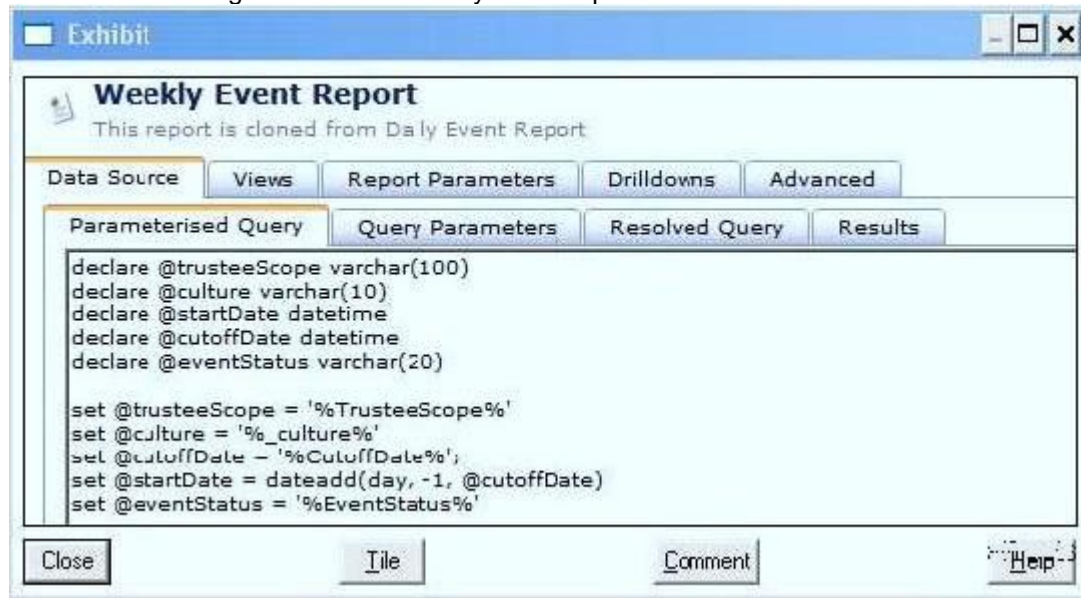 Exhibit
Weekly Event Report
This report is cloned from Daily Event Report
Data Source Views Report Parameters Drilldowns Advanced
Parameterised Query Query Parameters Resolved Query Results
declare @trusteeScope varchar(100)
declare @culture varchar(10)
declare @startDate datetime
declare @cutoffDate datetime
declare @eventStatus varchar(20)
set @trusteeScope = '%TrusteeScope%'
set @culture = '%_culture%'
set @cutoffDate = '%CutoffDate%';
set @startDate = dateadd(day, -1, @cutoffDate)
set @eventStatus = '%EventStatus%'
Close Tile Comment Help